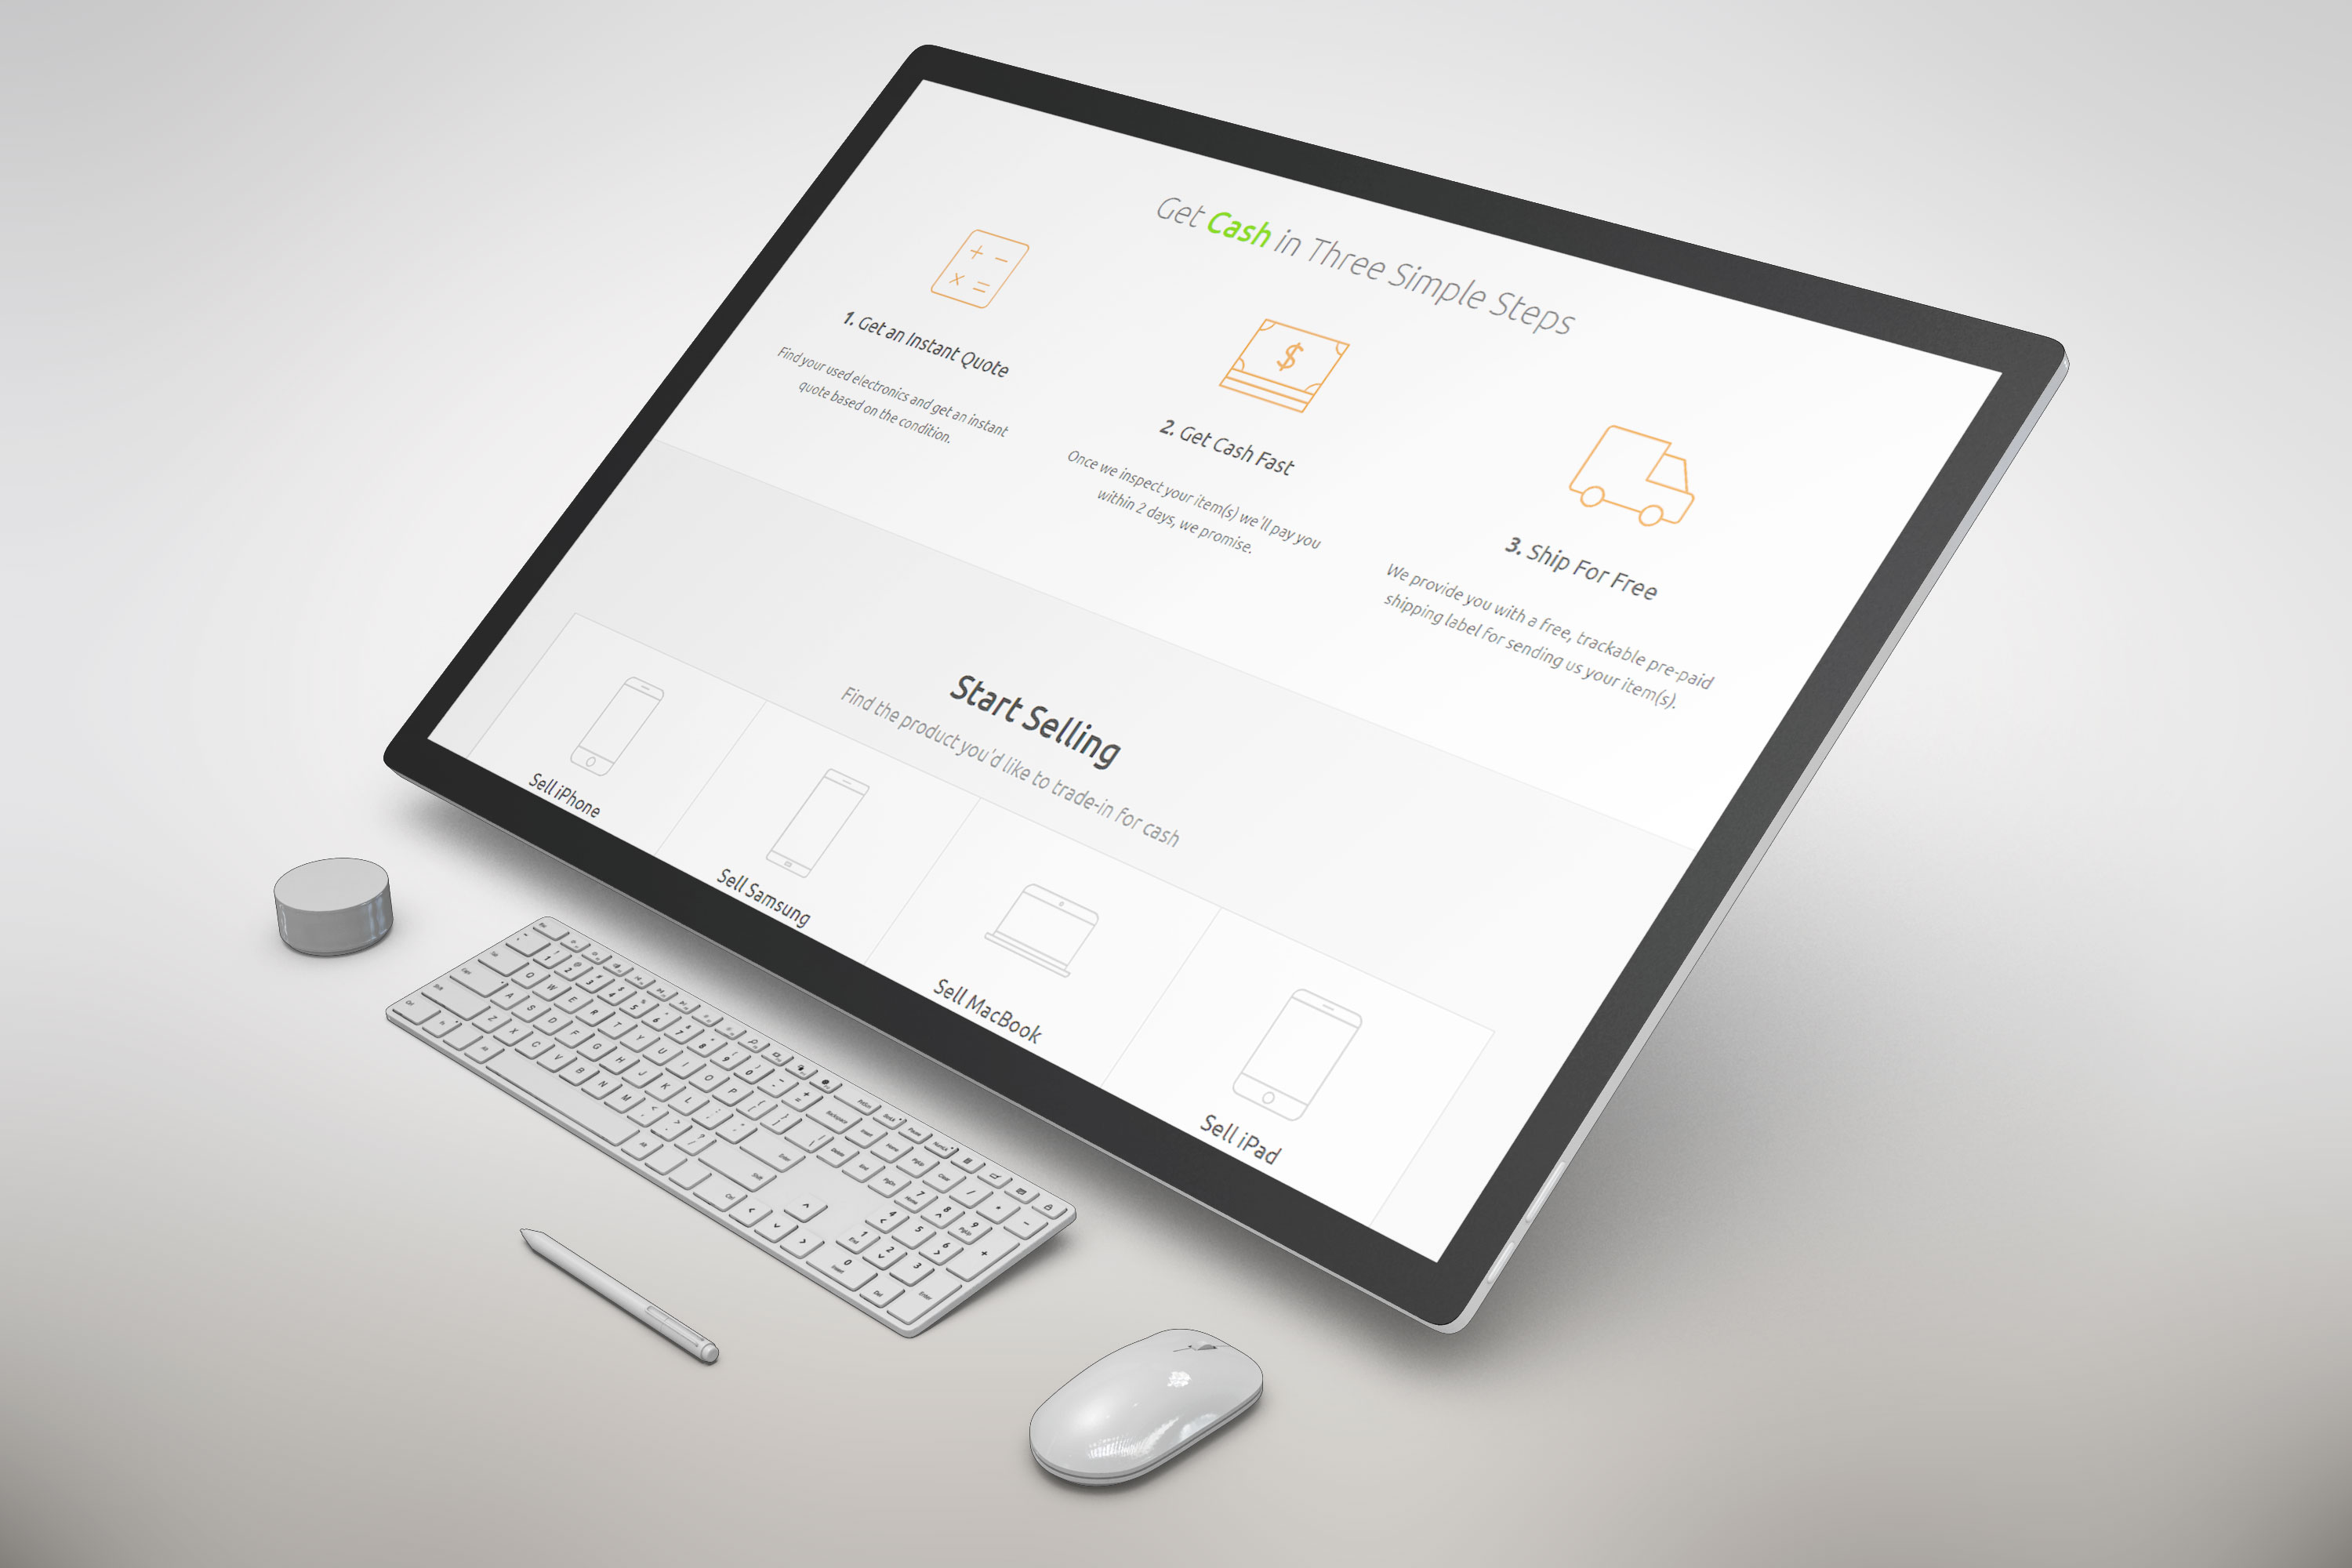 Get Cash in Three Simple Steps
1. Get an Instant Quote
Find your used electronics and get an instant
quote based on the condition.
2. Get Cash Fast
Once we inspect your item(s) we'll pay you
within 2 days, we promise.
3. Ship For Free
We provide you with a free, trackable pre-paid
shipping label for sending us your item(s).
Start Selling
Find the product you'd like to trade-in for cash
Sell iPhone
Sell Samsung
Sell MacBook
Sell iPad